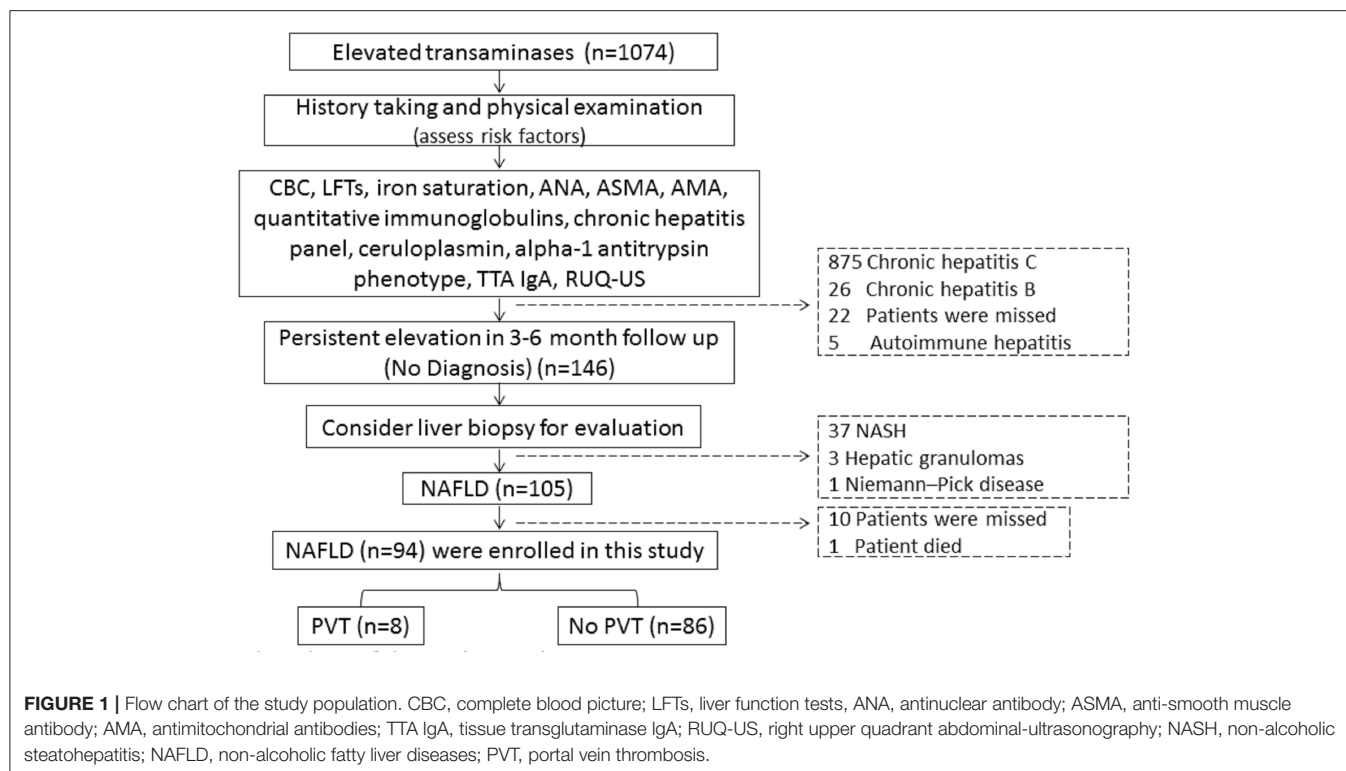 Elevated transaminases (n=1074)
History taking and physical examination
(assess risk factors)
CBC, LFTs, iron saturation, ANA, ASMA, AMA,
quantitative immunoglobulins, chronic hepatitis
panel, ceruloplasmin, alpha-1 antitrypsin
phenotype, TTA IgA, RUQ-US
875 Chronic hepatitis C
26 Chronic hepatitis B
22 Patients were missed
5 Autoimmune hepatitis
Persistent elevation in 3-6 month follow up
(No Diagnosis) (n=146)
Consider liver biopsy for evaluation
37 NASH
3 Hepatic granulomas
1 Niemann–Pick disease
NAFLD (n=105)
10 Patients were missed
1 Patient died
NAFLD (n=94) were enrolled in this study
PVT (n=8)
No PVT (n=86)
FIGURE 1 | Flow chart of the study population. CBC, complete blood picture; LFTs, liver function tests, ANA, antinuclear antibody; ASMA, anti-smooth muscle
antibody; AMA, antimitochondrial antibodies; TTA IgA, tissue transglutaminase IgA; RUQ-US, right upper quadrant abdominal-ultrasonography; NASH, non-alcoholic
steatohepatitis; NAFLD, non-alcoholic fatty liver diseases; PVT, portal vein thrombosis.